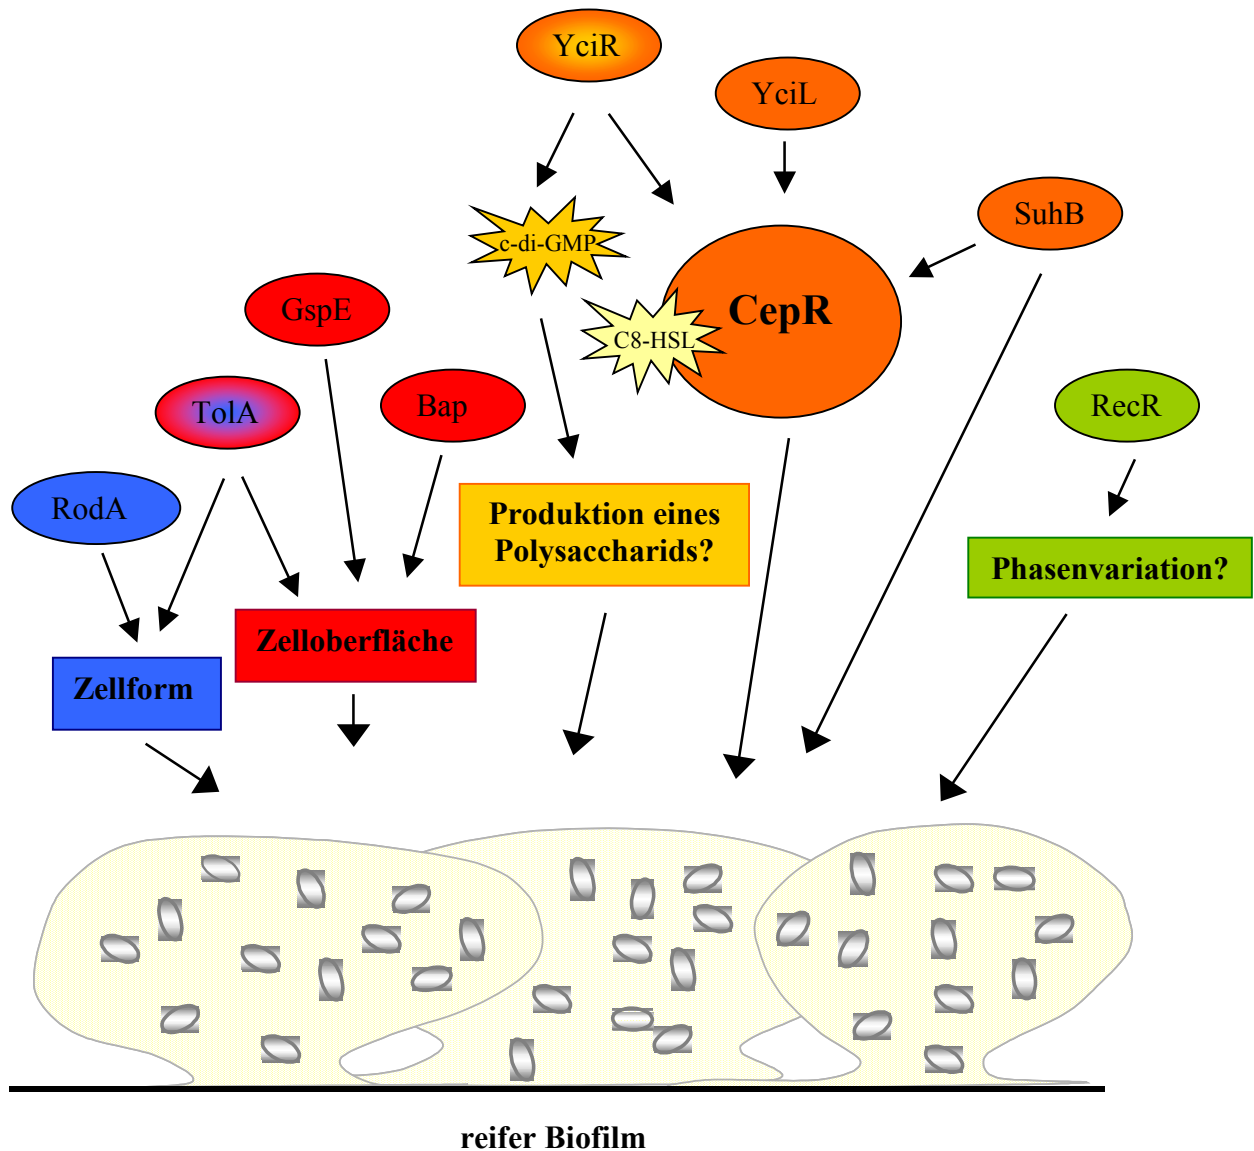 YciR
YciL
SuhB
c-di-GMP
GspE
CepR
C8-HSL
TolA
Bap
RecR
RodA
Produktion eines
Polysaccharids?
Phasenvariation?
Zelloberfläche
Zellform
reifer Biofilm